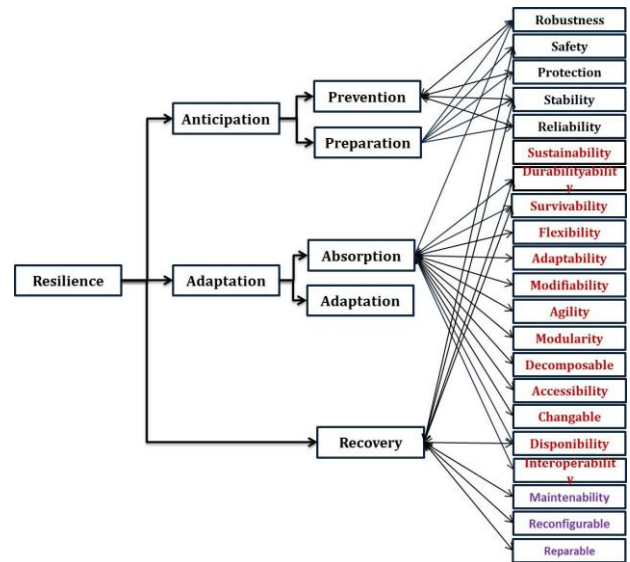 Robustness
Safety
Protection
Stability
Reliability
Sustainability
Durabilityabilit
y
Survivability
Flexibility
Adaptability
Modifiability
Agility
Modularity
Decomposable
Accessibility
Changable
Disponibility
Interoperabilit
y
Maintenability
Reconfigurable
Reparable
Prevention
Preparation
Absorption
Adaptation
Recovery
Anticipation
Adaptation
Resilience